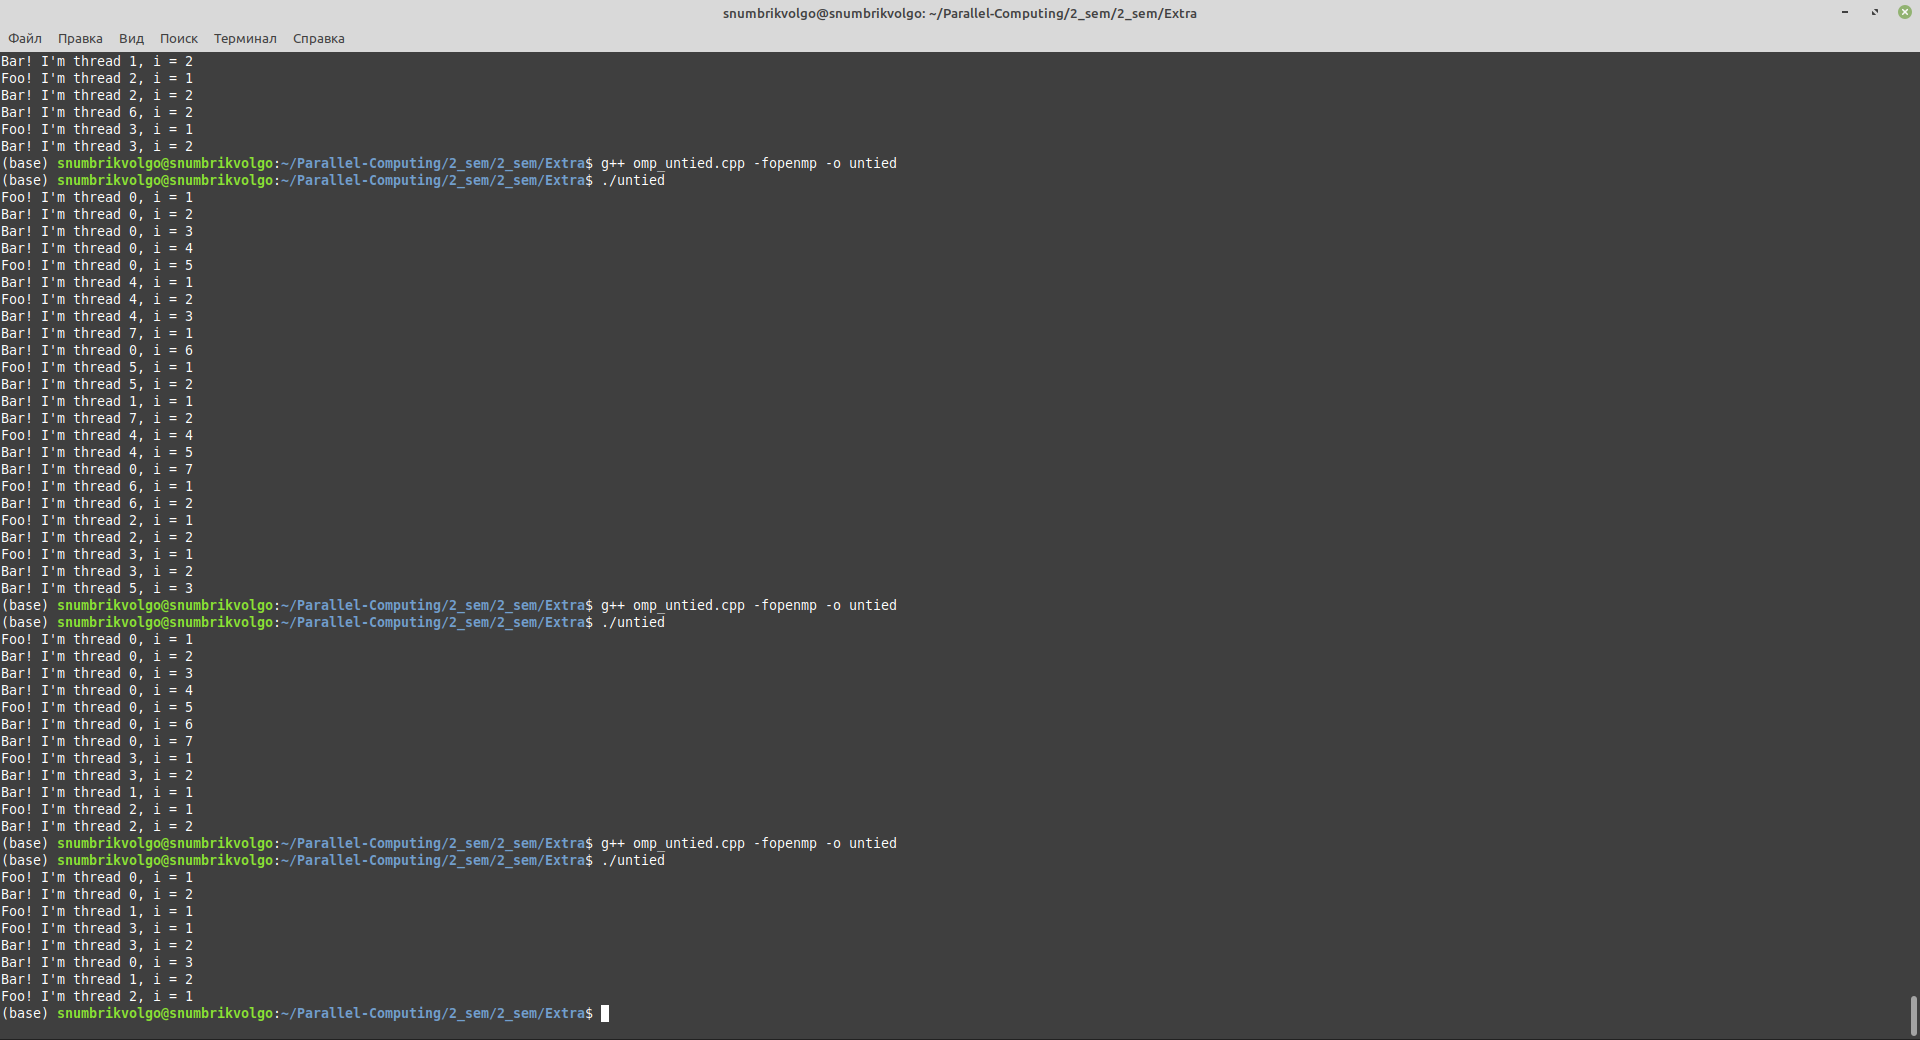 snumbrikvolgo@snumbrikvolgo: ~/Parallel-Computing/2_sem/2_sem/Extra
Файл Правка Вид Поиск Терминал Справка
Bar! I'm thread 1, i = 2
Foo! I'm thread 2, i = 1
Bar! I'm thread 2, i = 2
Bar! I'm thread 6, i = 2
Foo! I'm thread 3, i = 1
Bar! I'm thread 3, i = 2
(base) snumbrikvolgo@snumbrikvolgo:~/Parallel-Computing/2_sem/2_sem/Extra$ g++ omp_untied.cpp -fopenmp -o untied
(base) snumbrikvolgo@snumbrikvolgo:~/Parallel-Computing/2_sem/2_sem/Extra$ ./untied
Foo! I'm thread 0, i = 1
Bar! I'm thread 0, i = 2
Bar! I'm thread 0, i = 3
Bar! I'm thread 0, i = 4
Foo! I'm thread 0, i = 5
Bar! I'm thread 4, i = 1
Foo! I'm thread 4, i = 2
Bar! I'm thread 4, i = 3
Bar! I'm thread 7, i = 1
Bar! I'm thread 0, i = 6
Foo! I'm thread 5, i = 1
Bar! I'm thread 5, i = 2
Bar! I'm thread 1, i = 1
Bar! I'm thread 7, i = 2
Foo! I'm thread 4, i = 4
Bar! I'm thread 4, i = 5
Bar! I'm thread 0, i = 7
Foo! I'm thread 6, i = 1
Bar! I'm thread 6, i = 2
Foo! I'm thread 2, i = 1
Bar! I'm thread 2, i = 2
Foo! I'm thread 3, i = 1
Bar! I'm thread 3, i = 2
Bar! I'm thread 5, i = 3
(base) snumbrikvolgo@snumbrikvolgo:~/Parallel-Computing/2_sem/2_sem/Extra$ g++ omp_untied.cpp -fopenmp -o untied
(base) snumbrikvolgo@snumbrikvolgo:~/Parallel-Computing/2_sem/2_sem/Extra$ ./untied
Foo! I'm thread 0, i = 1
Bar! I'm thread 0, i = 2
Bar! I'm thread 0, i = 3
Bar! I'm thread 0, i = 4
Foo! I'm thread 0, i = 5
Bar! I'm thread 0, i = 6
Bar! I'm thread 0, i = 7
Foo! I'm thread 3, i = 1
Bar! I'm thread 3, i = 2
Bar! I'm thread 1, i = 1
Foo! I'm thread 2, i = 1
Bar! I'm thread 2, i = 2
(base) snumbrikvolgo@snumbrikvolgo:~/Parallel-Computing/2_sem/2_sem/Extra$ g++ omp_untied.cpp -fopenmp -o untied
(base) snumbrikvolgo@snumbrikvolgo:~/Parallel-Computing/2_sem/2_sem/Extra$ ./untied
Foo! I'm thread 0, i = 1
Bar! I'm thread 0, i = 2
Foo! I'm thread 1, i = 1
Foo! I'm thread 3, i = 1
Bar! I'm thread 3, i = 2
Bar! I'm thread 0, i = 3
Bar! I'm thread 1, i = 2
Foo! I'm thread 2, i = 1
(base) snumbrikvolgo@snumbrikvolgo:~/Parallel-Computing/2_sem/2_sem/Extra$